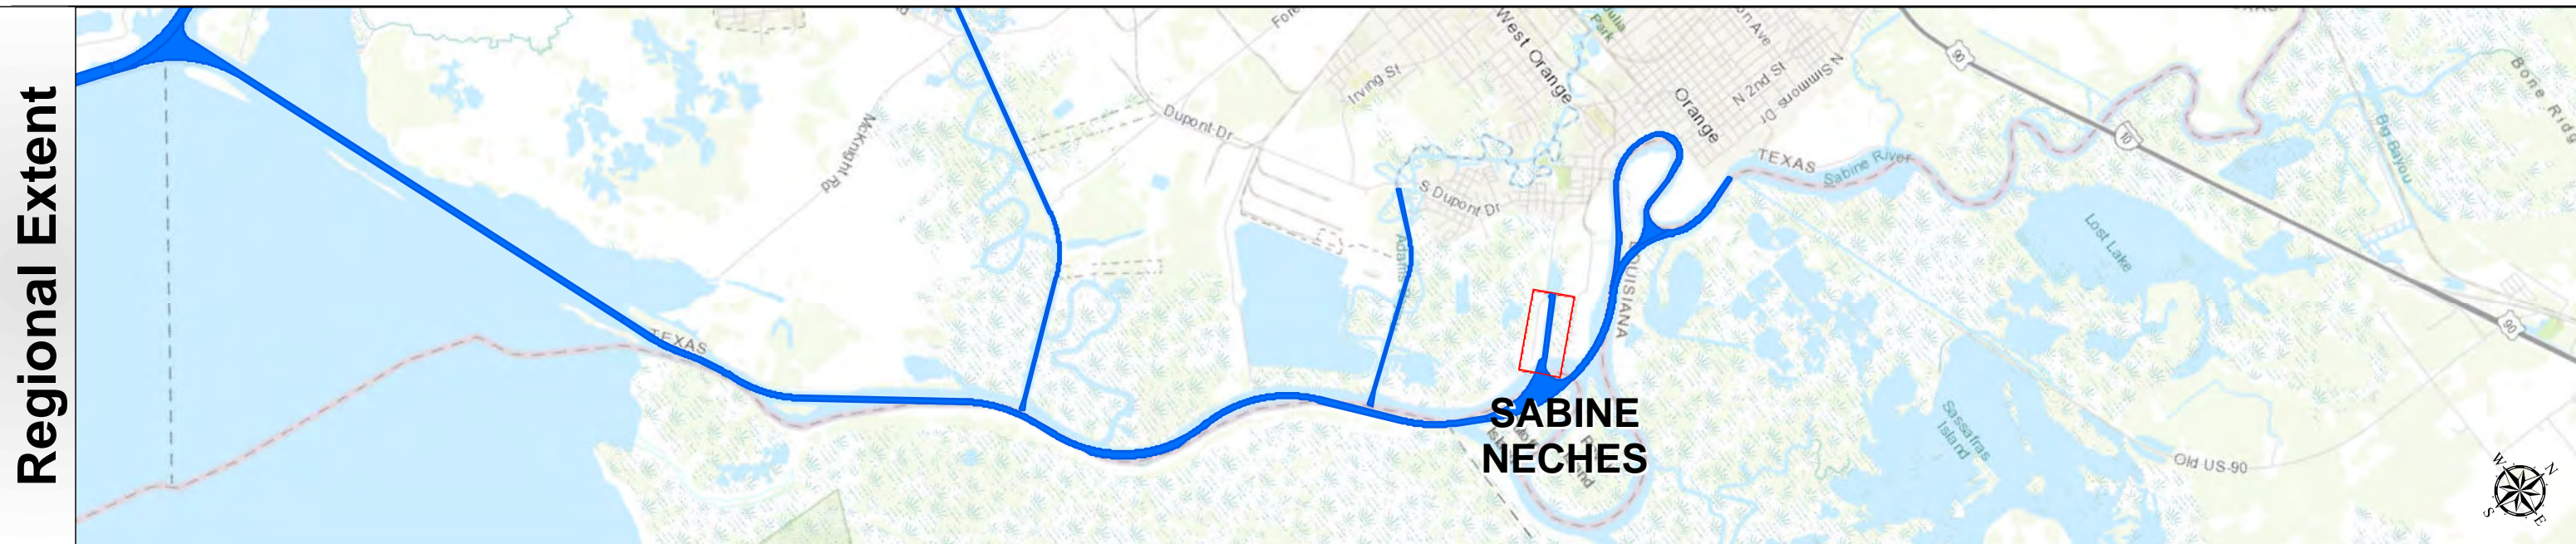 Regional Extent
McKnight Rd
Dupont Dr
Irving St
West Orange
Park
N 2nd St
N Simmons Dr
Orange
S Dupont Dr
TEXAS
Sabine River
LOUISIANA
TEXAS
90
10
90
Big Bayou
Lost Lake
Sassafras
Island
Old US-90
SABINE
NECHES
W
N
S
E